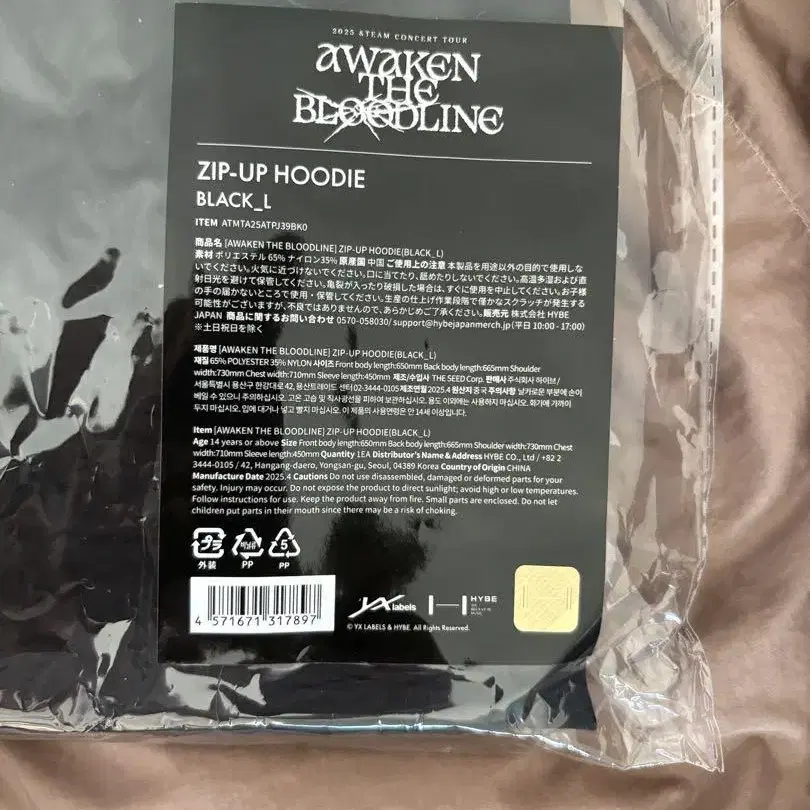 2025 &TEAM CONCERT TOUR
AWAKEN
THE
BLOODLINE
ZIP-UP HOODIE
BLACK_L
ITEM ATMTA25ATPJ39BK0
商品名 [AWAKEN THE BLOODLINE] ZIP-UP HOODIE(BLACK_L)
素材 ポリエステル 65% ナイロン35% 原産国 中国 ご使用上の注意 本製品を用途以外の目的で使用しな
いでください。火気に近づけないでください。口に当てたり、舐めたりしないでください。高温多湿および直
射日光を避けて保管してください。亀裂が入ったり破損した場合は、すぐに使用を中止してください。お子様
の手の届かないところで使用・保管してください。生産の仕上げ作業段階で僅かなスクラッチが発生する
可能性がございますが、不良ではありませんので、あらかじめご了承ください。販売元 株式会社 HYBE
JAPAN 商品に関するお問い合わせ 0570-058030/ support@hybejapanmerch.jp(平日 10:00 - 17:00)
※土日祝日を除く
제품명 [AWAKEN THE BLOODLINE] ZIP-UP HOODIE(BLACK_L)
재질 65% POLYESTER 35% NYLON 사이즈 Front body length:650mm Back body length:665mm Shoulder
width:730mm Chest width:710mm Sleeve length:450mm 제조/수입사 THE SEED Corp. 판매사 주식회사 하이브/
서울특별시 용산구 한강대로 42, 용산트레이드 센터 02-3444-0105 제조연월 2025.4 원산지 중국 주의사항 날카로운 부분에 손이
베일 수 있으니 주의하십시오. 고온 고습 및 직사광선을 피하여 보관하십시오. 용도 이외에는 사용하지 마십시오. 화기에 가까이
두지 마십시오. 입에 대거나 넣고 빨지 마십시오. 이 제품의 사용연령은 만 14세 이상입니다.
Item [AWAKEN THE BLOODLINE] ZIP-UP HOODIE(BLACK_L)
Age 14 years or above Size Front body length:650mm Back body length:665mm Shoulder width:730mm Chest
width:710mm Sleeve length:450mm Quantity 1EA Distributor's Name & Address HYBE CO., Ltd / +82 2
3444-0105 / 42, Hangang-daero, Yongsan-gu, Seoul, 04389 Korea Country of Origin CHINA
Manufacture Date 2025.4 Cautions Do not use disassembled, damaged or deformed parts for your
safety. Injury may occur. Do not expose the product to direct sunlight; avoid high or low temperatures.
Follow instructions for use. Keep the product away from fire. Small parts are enclosed. Do not let
children put parts in their mouth since there may be a risk of choking.
プラ 비닐류 5
外装 PP PP
4 571671 317897
YX labels HYBE
WE BELIEVE IN MUSIC
© YX LABELS & HYBE. All Rights Reserved.